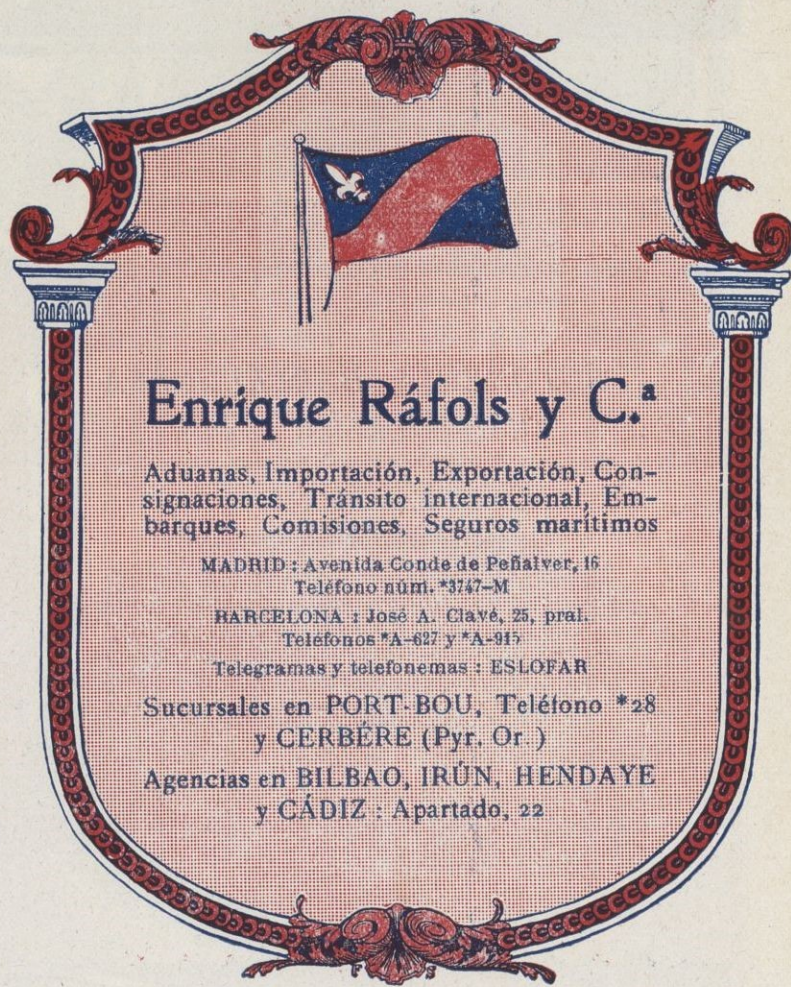 Enrique Ráfols y C.ª
Aduanas, Importación, Exportación, Con-
signaciones, Tránsito internacional, Em-
barques, Comisiones, Seguros marítimos
MADRID : Avenida Conde de Peñalver, 16
Teléfono núm. *3747-M
BARCELONA : José A. Clavé, 25, pral.
Teléfonos *A-627 y *A-915
Telegramas y telefonemas : ESLOFAR
Sucursales en PORT-BOU, Teléfono *28
y CERBÉRE (Pyr. Or.)
Agencias en BILBAO, IRÚN, HENDAYE
y CÁDIZ : Apartado, 22
F S